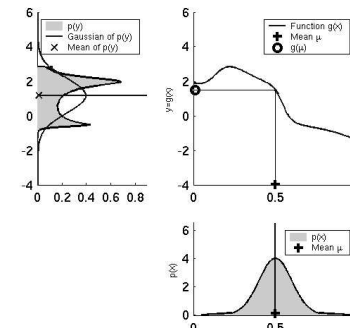 6
4
2
0
-2
-4
0 0.2 0.4 0.6 0.8
p(y)
Gaussian of p(y)
Mean of p(y)
6
4
2
0
-2
-4
y=g(x)
0 0.5
Function g(x)
Mean μ
g(μ)
6
4
2
0
p(x)
0 0.5
p(x)
Mean μ